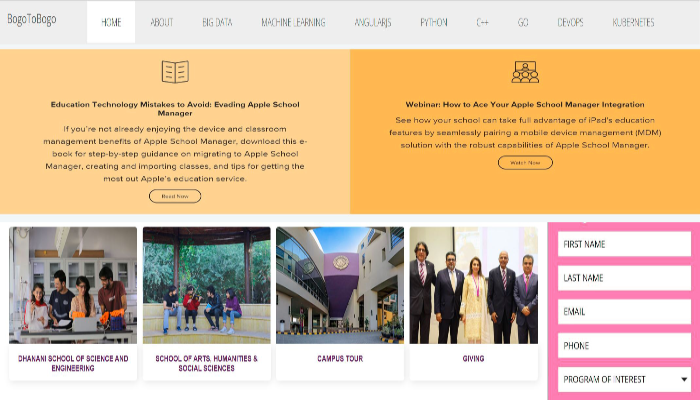 BogoToBogo
HOME ABOUT BIG DATA MACHINE LEARNING ANGULARJS PYTHON C++ GO DEVOPS KUBERNETES
Education Technology Mistakes to Avoid: Evading Apple School
Manager
If you're not already enjoying the device and classroom
management benefits of Apple School Manager, download this e-
book for step-by-step guidance on migrating to Apple School
Manager, creating and importing classes, and tips for getting the
most out Apple's education service.
Read Now
Webinar: How to Ace Your Apple School Manager Integration
See how your school can take full advantage of iPad's education
features by seamlessly pairing a mobile device management (MDM)
solution with the robust capabilities of Apple School Manager.
Watch Now
DHANANI SCHOOL OF SCIENCE AND
ENGINEERING
SCHOOL OF ARTS, HUMANITIES &
SOCIAL SCIENCES
CAMPUS TOUR
GIVING
FIRST NAME
LAST NAME
EMAIL
PHONE
PROGRAM OF INTEREST